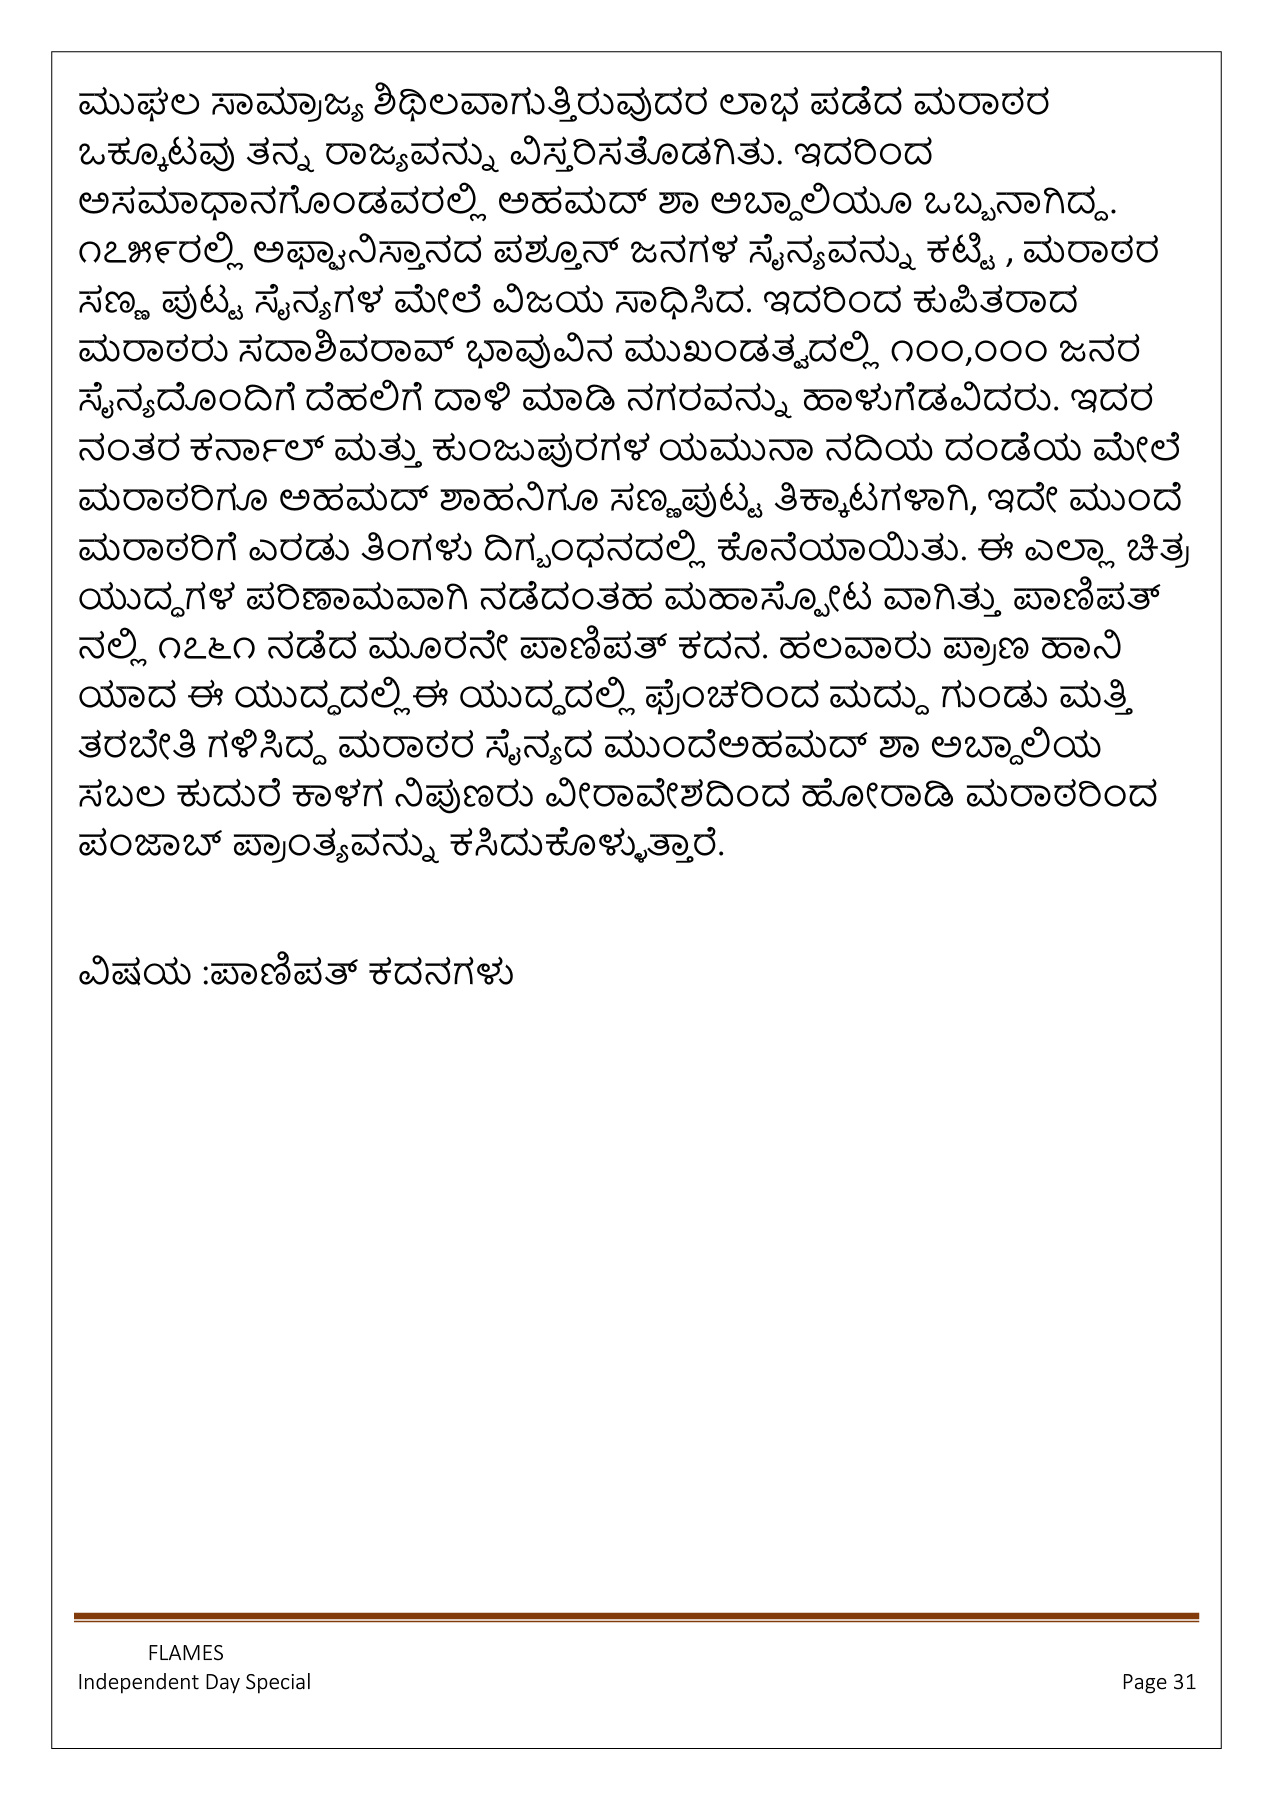 ಮುಘಲ ಸಾಮ್ರಾಜ್ಯ ಶಿಥಿಲವಾಗುತ್ತಿರುವುದರ ಲಾಭ ಪಡೆದ ಮರಾಠರ
ಒಕ್ಕೂಟವು ತನ್ನ ರಾಜ್ಯವನ್ನು ವಿಸ್ತರಿಸತೊಡಗಿತು. ಇದರಿಂದ
ಅಸಮಾಧಾನಗೊಂಡವರಲ್ಲಿ ಅಹಮದ್ ಶಾ ಅಬ್ದಾಲಿಯೂ ಒಬ್ಬನಾಗಿದ್ದ.
೧೭೫೯ರಲ್ಲಿ ಅಫ್ಘಾನಿಸ್ತಾನದ ಪಶ್ತೂನ್ ಜನಗಳ ಸೈನ್ಯವನ್ನು ಕಟ್ಟಿ , ಮರಾಠರ
ಸಣ್ಣ ಪುಟ್ಟ ಸೈನ್ಯಗಳ ಮೇಲೆ ವಿಜಯ ಸಾಧಿಸಿದ. ಇದರಿಂದ ಕುಪಿತರಾದ
ಮರಾಠರು ಸದಾಶಿವರಾವ್ ಭಾವುವಿನ ಮುಖಂಡತ್ವದಲ್ಲಿ ೧೦೦,೦೦೦ ಜನರ
ಸೈನ್ಯದೊಂದಿಗೆ ದೆಹಲಿಗೆ ದಾಳಿ ಮಾಡಿ ನಗರವನ್ನು ಹಾಳುಗೆಡವಿದರು. ಇದರ
ನಂತರ ಕರ್ನಾಲ್ ಮತ್ತು ಕುಂಜುಪುರಗಳ ಯಮುನಾ ನದಿಯ ದಂಡೆಯ ಮೇಲೆ
ಮರಾಠರಿಗೂ ಅಹಮದ್ ಶಾಹನಿಗೂ ಸಣ್ಣಪುಟ್ಟ ತಿಕ್ಕಾಟಗಳಾಗಿ, ಇದೇ ಮುಂದೆ
ಮರಾಠರಿಗೆ ಎರಡು ತಿಂಗಳು ದಿಗ್ಬಂಧನದಲ್ಲಿ ಕೊನೆಯಾಯಿತು. ಈ ಎಲ್ಲಾ ಚಿತ್ರ
ಯುದ್ಧಗಳ ಪರಿಣಾಮವಾಗಿ ನಡೆದಂತಹ ಮಹಾಸ್ಪೋಟ ವಾಗಿತ್ತು ಪಾಣಿಪತ್
ನಲ್ಲಿ ೧೭೬೧ ನಡೆದ ಮೂರನೇ ಪಾಣಿಪತ್ ಕದನ. ಹಲವಾರು ಪ್ರಾಣ ಹಾನಿ
ಯಾದ ಈ ಯುದ್ಧದಲ್ಲಿಈ ಯುದ್ಧದಲ್ಲಿ ಫ್ರೆಂಚರಿಂದ ಮದ್ದು ಗುಂಡು ಮತ್ತಿ
ತರಬೇತಿ ಗಳಿಸಿದ್ದ ಮರಾಠರ ಸೈನ್ಯದ ಮುಂದೆಅಹಮದ್ ಶಾ ಅಬ್ದಾಲಿಯ
ಸಬಲ ಕುದುರೆ ಕಾಳಗ ನಿಪುಣರು ವೀರಾವೇಶದಿಂದ ಹೋರಾಡಿ ಮರಾಠರಿಂದ
ಪಂಜಾಬ್ ಪ್ರಾಂತ್ಯವನ್ನು ಕಸಿದುಕೊಳ್ಳುತ್ತಾರೆ.
ವಿಷಯ :ಪಾಣಿಪತ್ ಕದನಗಳು
FLAMES
Independent Day Special Page 31